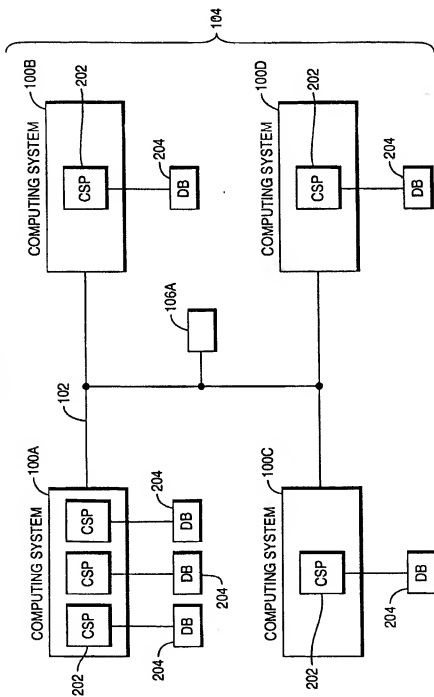 104
COMPUTING SYSTEM
100A
CSP
CSP
CSP
202
DB
204
DB
204
DB
204
102
COMPUTING SYSTEM
100B
CSP
202
DB
204
106A
COMPUTING SYSTEM
100C
CSP
202
DB
204
COMPUTING SYSTEM
100D
CSP
202
DB
204